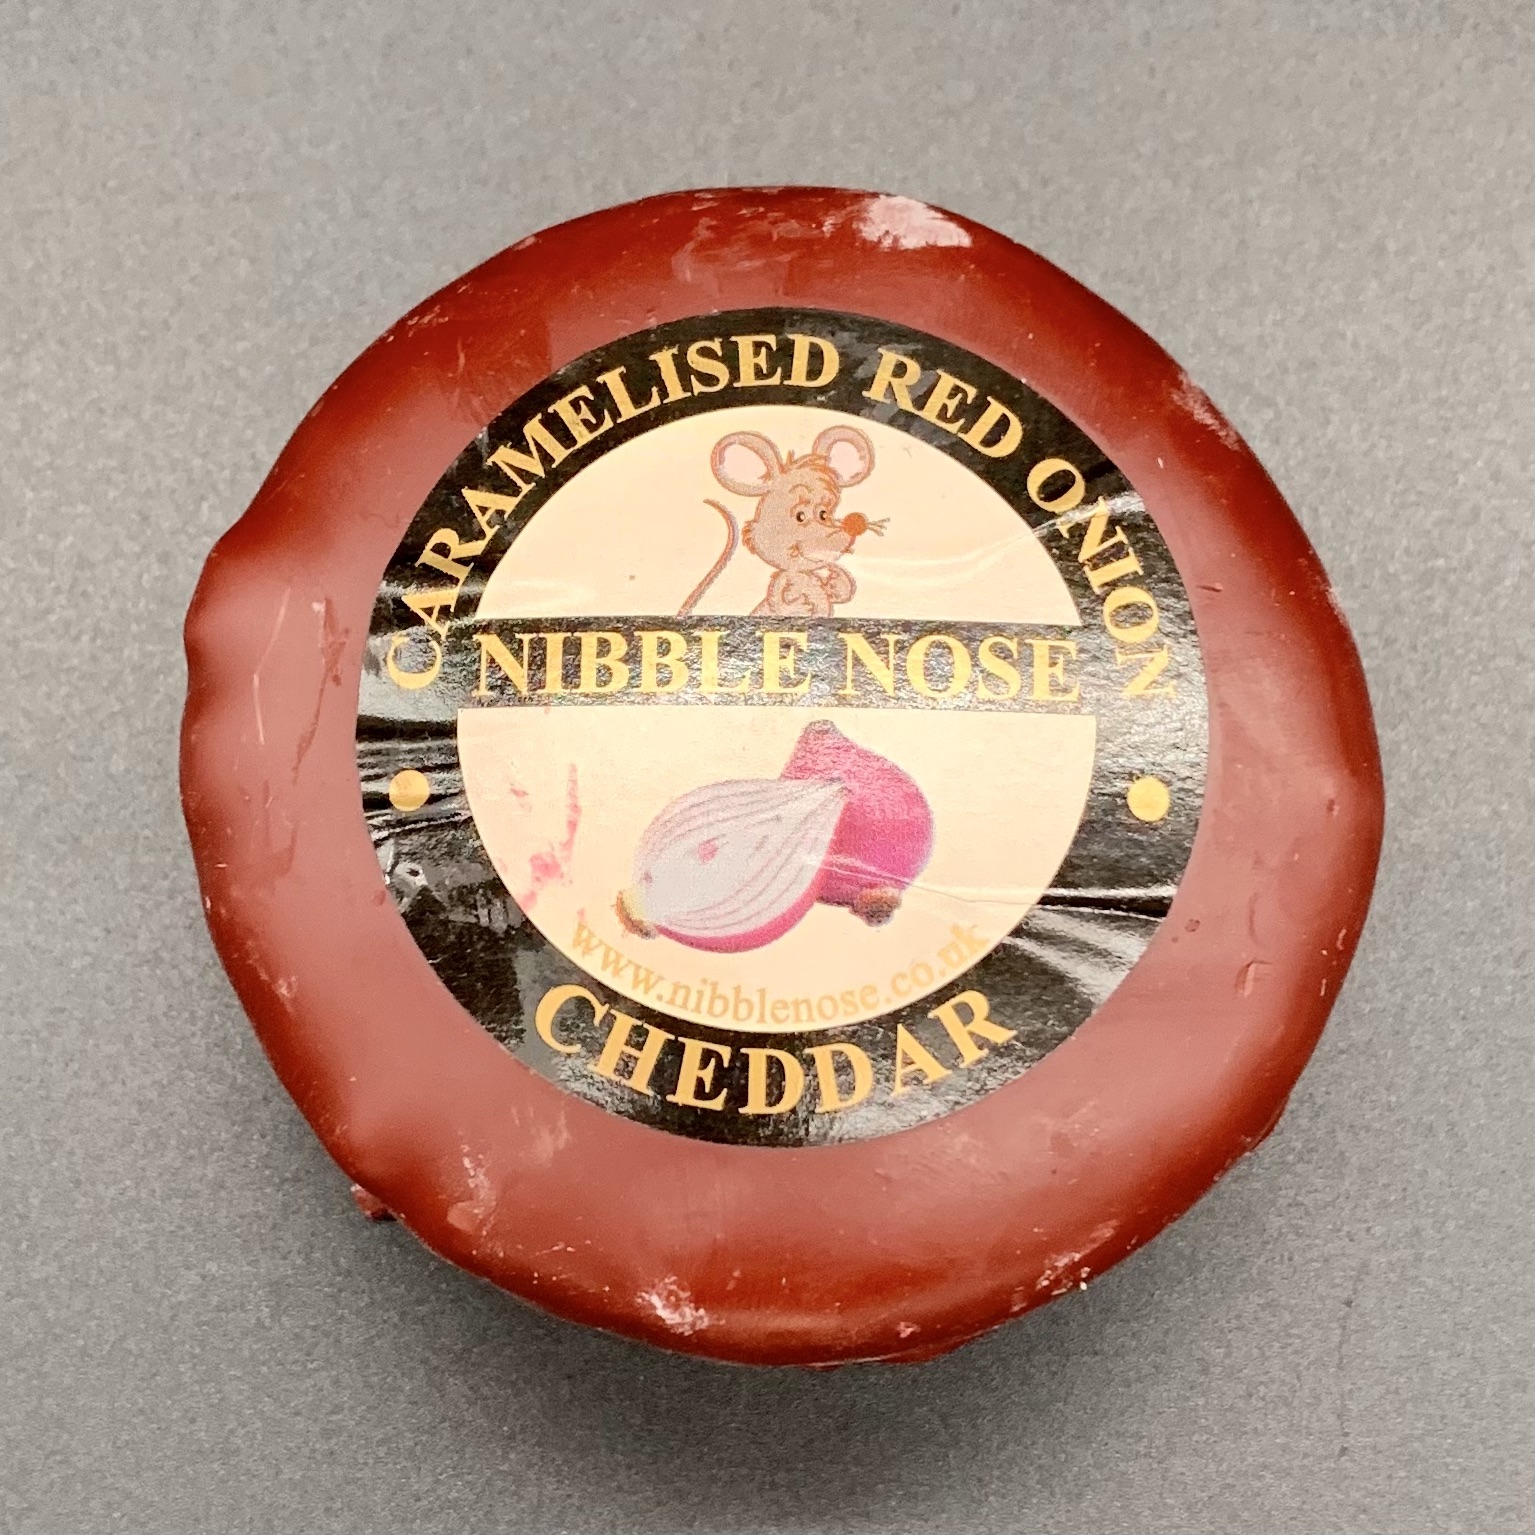 CARAMELISED RED ONION
NIBBLE NOSE
www.nibblenose.co.uk
CHEDDAR